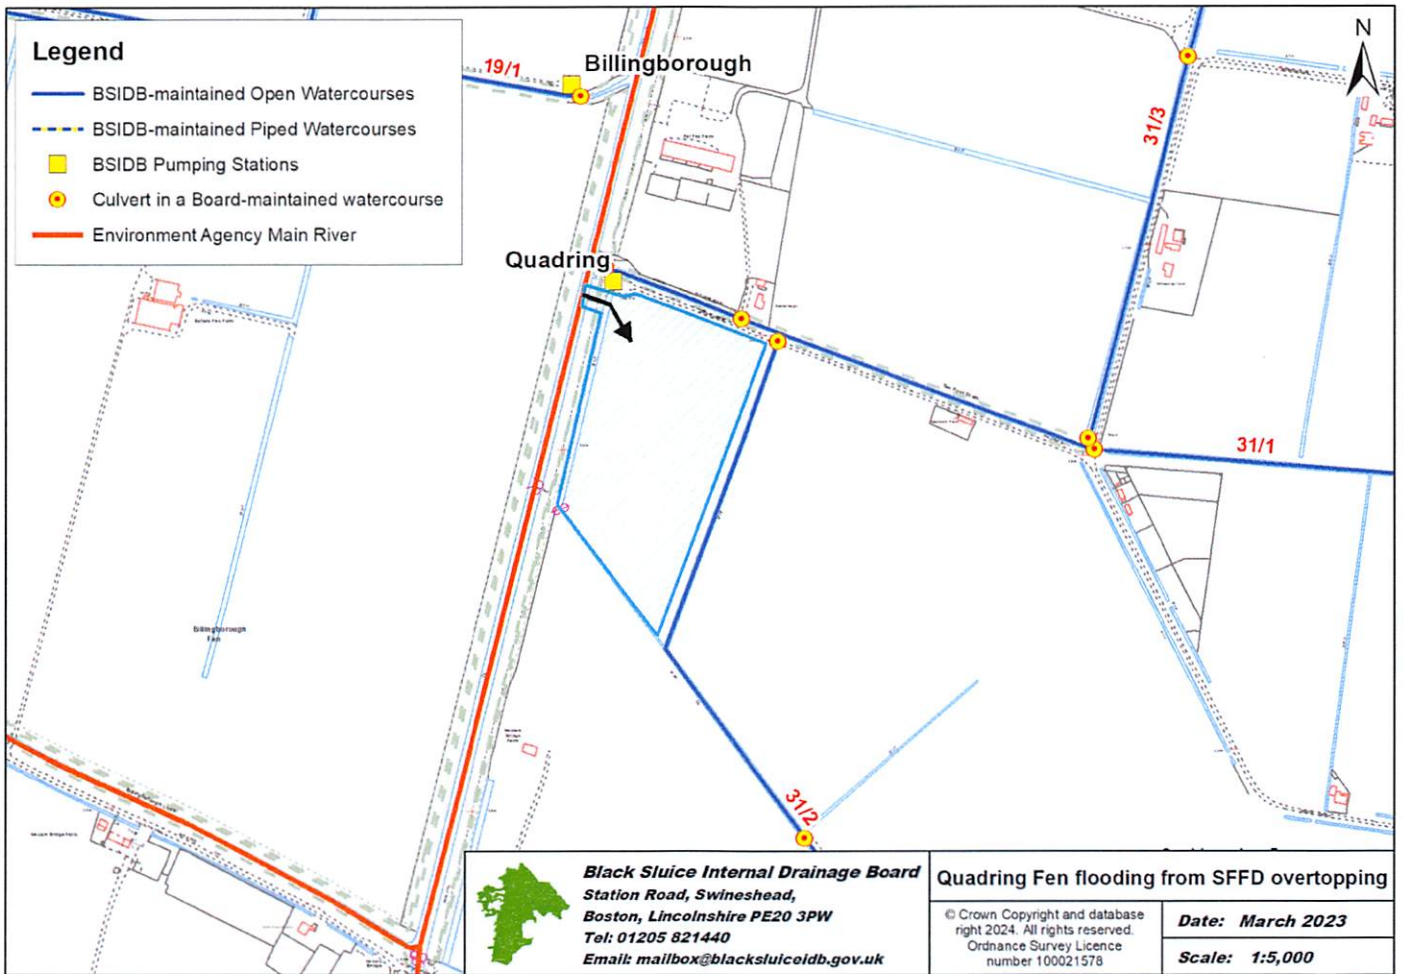 Legend
BSIDB-maintained Open Watercourses
BSIDB-maintained Piped Watercourses
BSIDB Pumping Stations
Culvert in a Board-maintained watercourse
Environment Agency Main River
19/1
Billingborough
N
31/3
Quadring
31/1
Billingborough
Fen
31/2
Black Sluice Internal Drainage Board
Station Road, Swineshead,
Boston, Lincolnshire PE20 3PW
Tel: 01205 821440
Email: mailbox@blacksluiceidb.gov.uk
Quadring Fen flooding from SFFD overtopping
© Crown Copyright and database
right 2024. All rights reserved.
Ordnance Survey Licence
number 100021578
Date: March 2023
Scale: 1:5,000